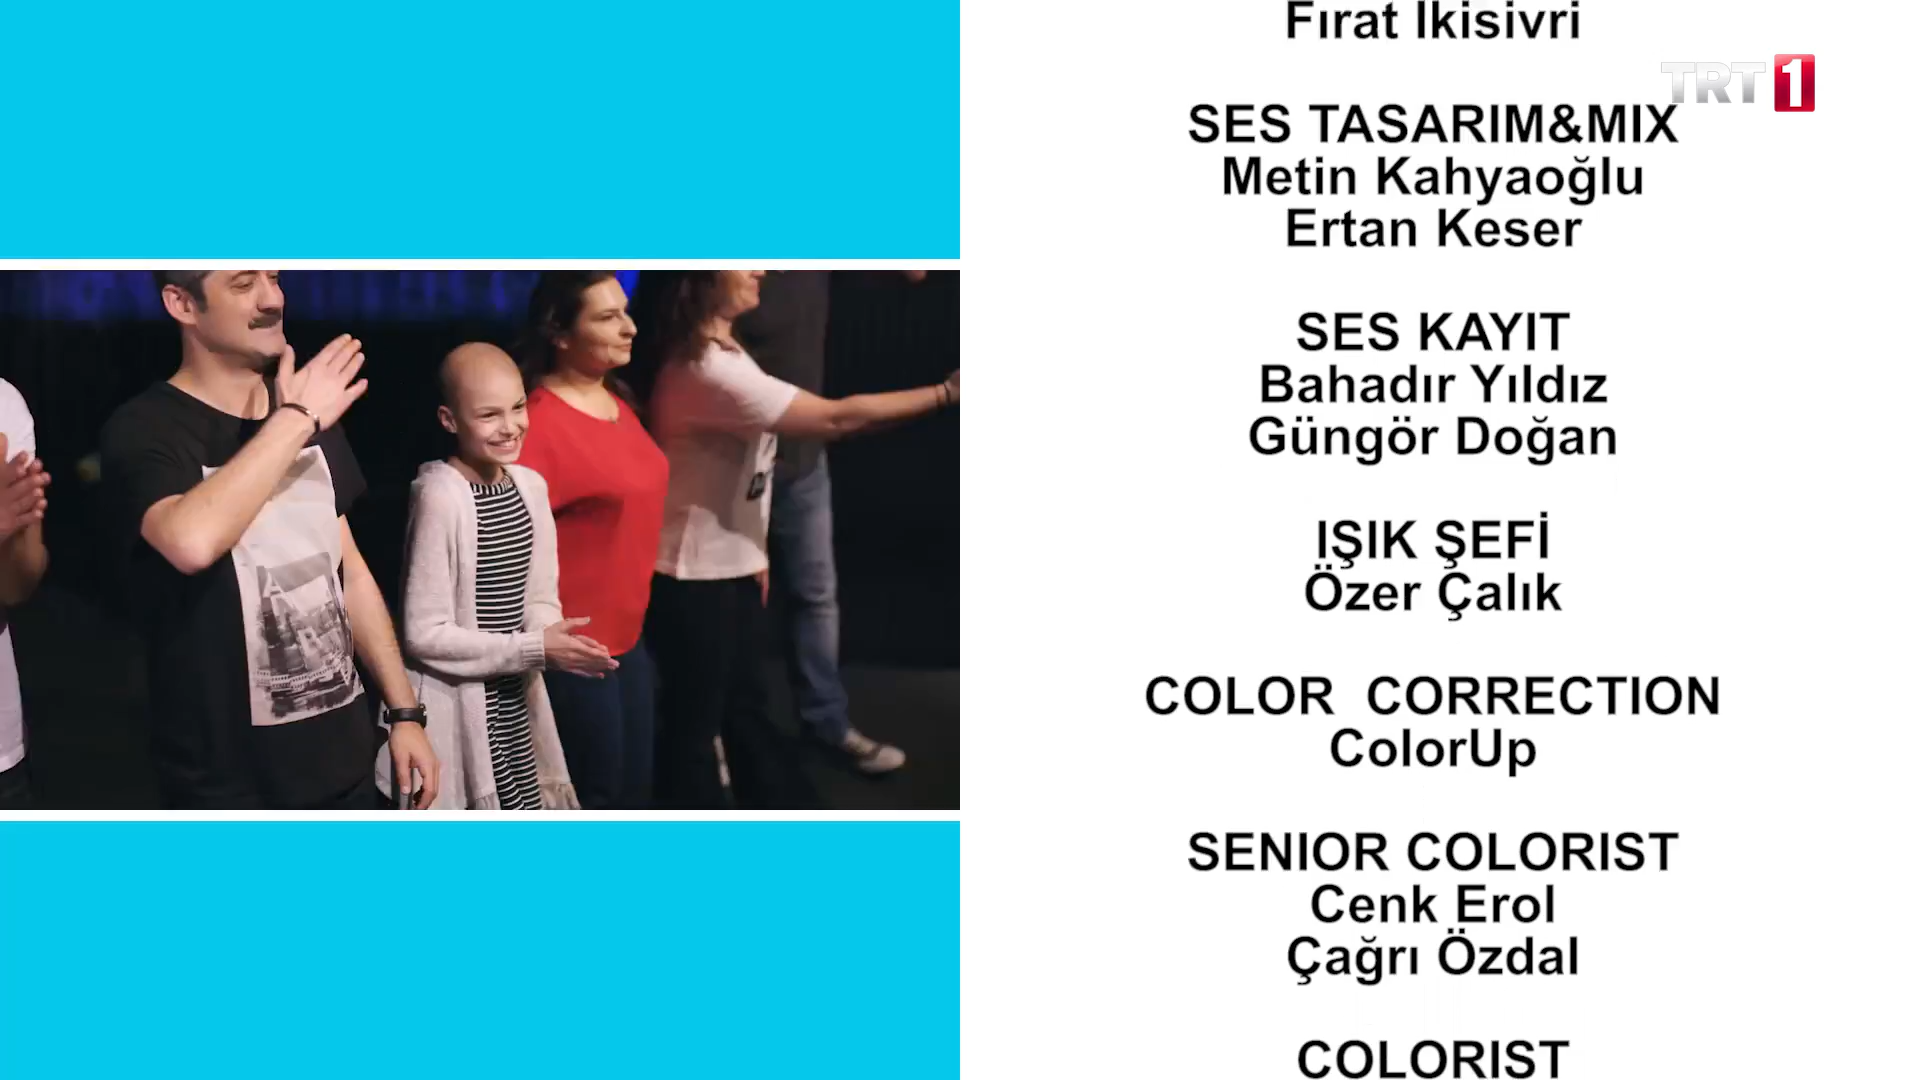 Fırat İkisivri
TRT 1
SES TASARIM&MIX
Metin Kahyaoğlu
Ertan Keser
SES KAYIT
Bahadır Yıldız
Güngör Doğan
IŞIK ŞEFİ
Özer Çalık
COLOR CORRECTION
ColorUp
SENIOR COLORIST
Cenk Erol
Çağrı Özdal
COLORIST